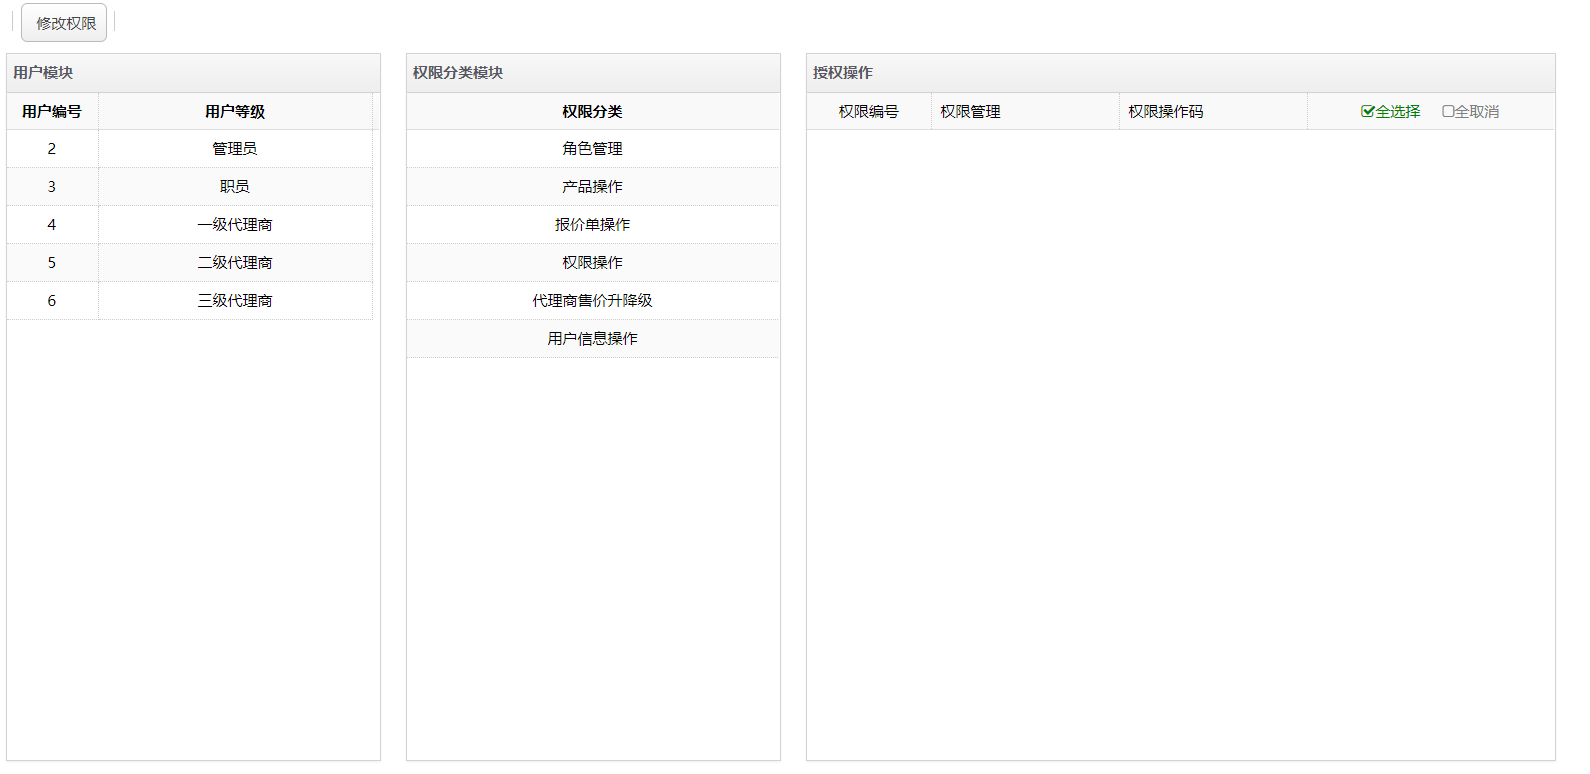 修改权限
用户模块
用户编号 用户等级
2 管理员
3 职员
4 一级代理商
5 二级代理商
6 三级代理商
权限分类模块
权限分类
角色管理
产品操作
报价单操作
权限操作
代理商售价升降级
用户信息操作
授权操作
权限编号 权限管理 权限操作码 全选择 全取消